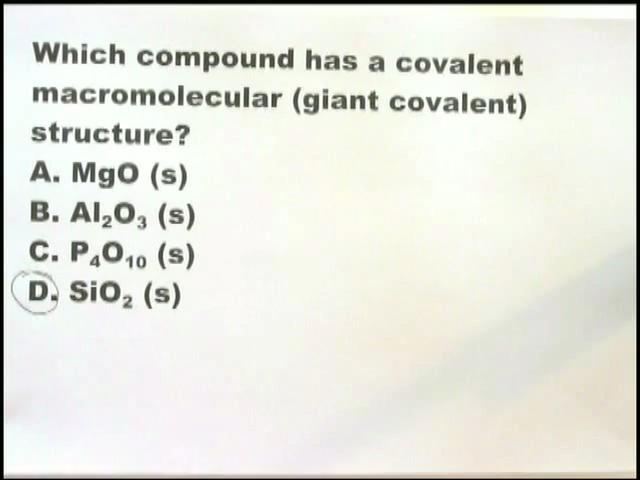 Which compound has a covalent
macromolecular (giant covalent)
structure?
A. MgO (s)
B. Al₂O₃ (s)
C. P₄O₁₀ (s)
D. SiO₂ (s)